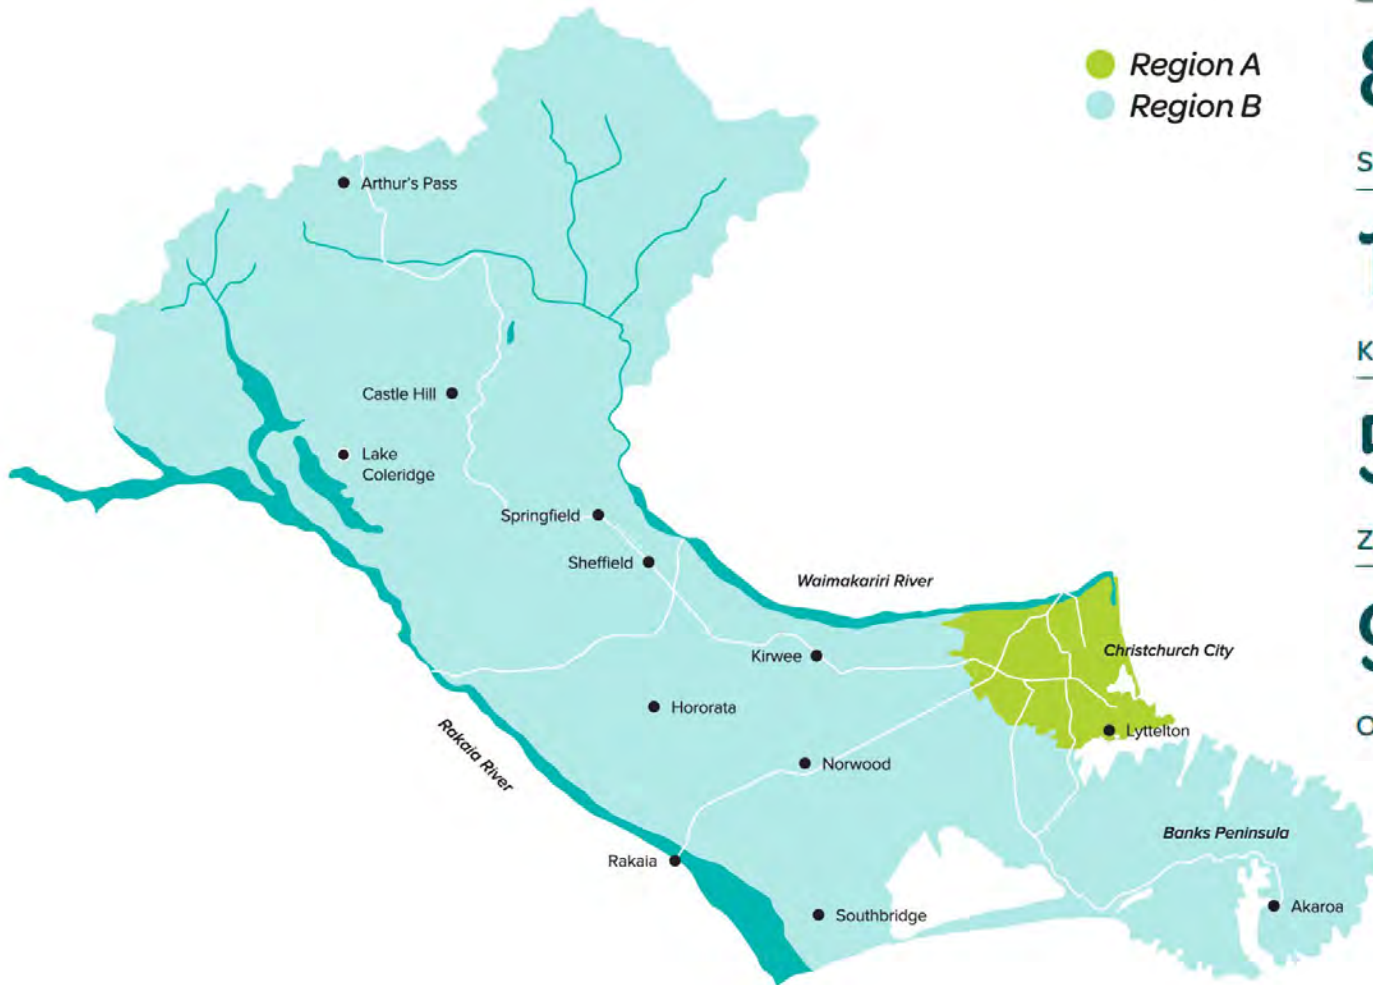 Region A
Region B
Arthur's Pass
Castle Hill
Lake
Coleridge
Springfield
Sheffield
Waimakariri River
Kirwee
Christchurch City
Hororata
Lyttelton
Rakaia River
Norwood
Banks Peninsula
Rakaia
Akaroa
Southbridge